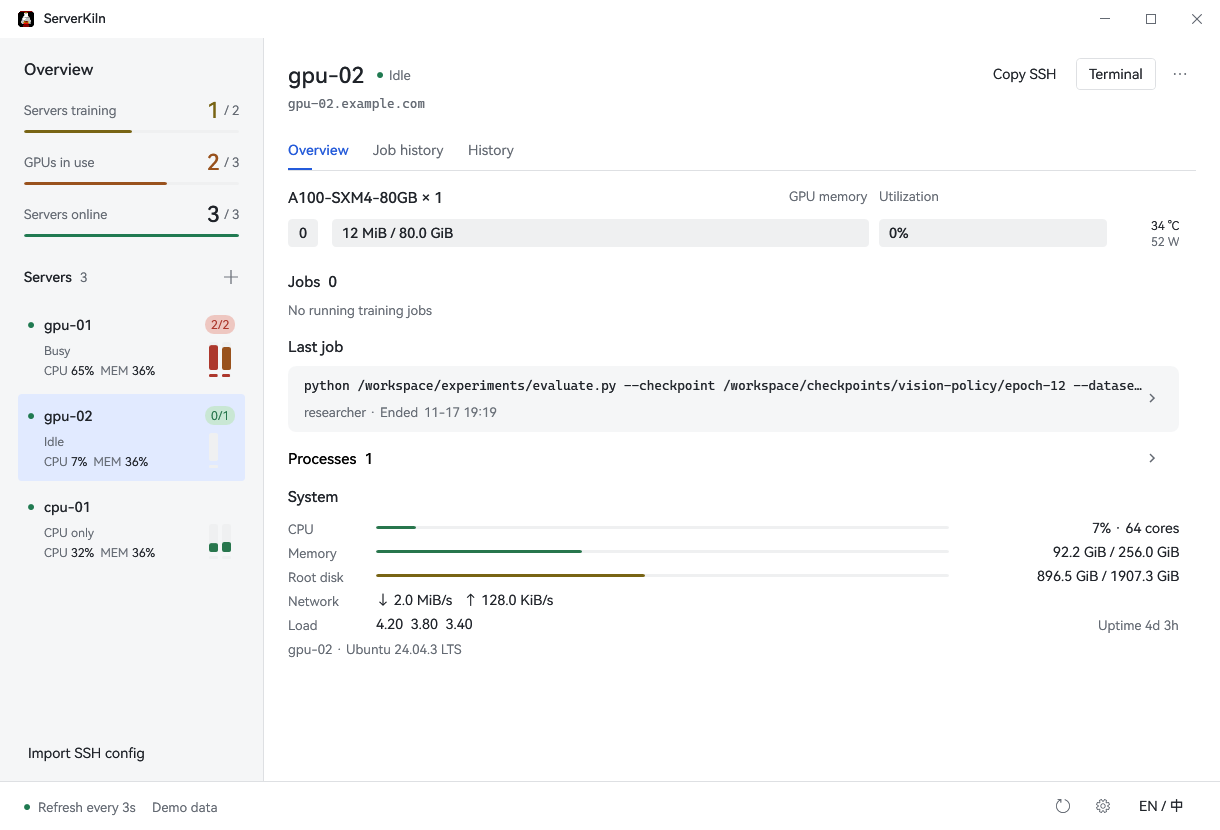 ServerKiln
Overview
Servers training 1 / 2
GPUs in use 2 / 3
Servers online 3 / 3
Servers 3
gpu-01 2/2
Busy
CPU 65% MEM 36%
gpu-02 0/1
Idle
CPU 7% MEM 36%
cpu-01
CPU only
CPU 32% MEM 36%
Import SSH config
gpu-02 Idle
Copy SSH Terminal ...
gpu-02.example.com
Overview Job history History
A100-SXM4-80GB × 1 GPU memory Utilization
0 12 MiB / 80.0 GiB 0% 34 °C
52 W
Jobs 0
No running training jobs
Last job
python /workspace/experiments/evaluate.py --checkpoint /workspace/checkpoints/vision-policy/epoch-12 --datase…
researcher · Ended 11-17 19:19
Processes 1
System
CPU 7% · 64 cores
Memory 92.2 GiB / 256.0 GiB
Root disk 896.5 GiB / 1907.3 GiB
Network ↓ 2.0 MiB/s ↑ 128.0 KiB/s
Load 4.20 3.80 3.40 Uptime 4d 3h
gpu-02 · Ubuntu 24.04.3 LTS
Refresh every 3s Demo data EN / 中